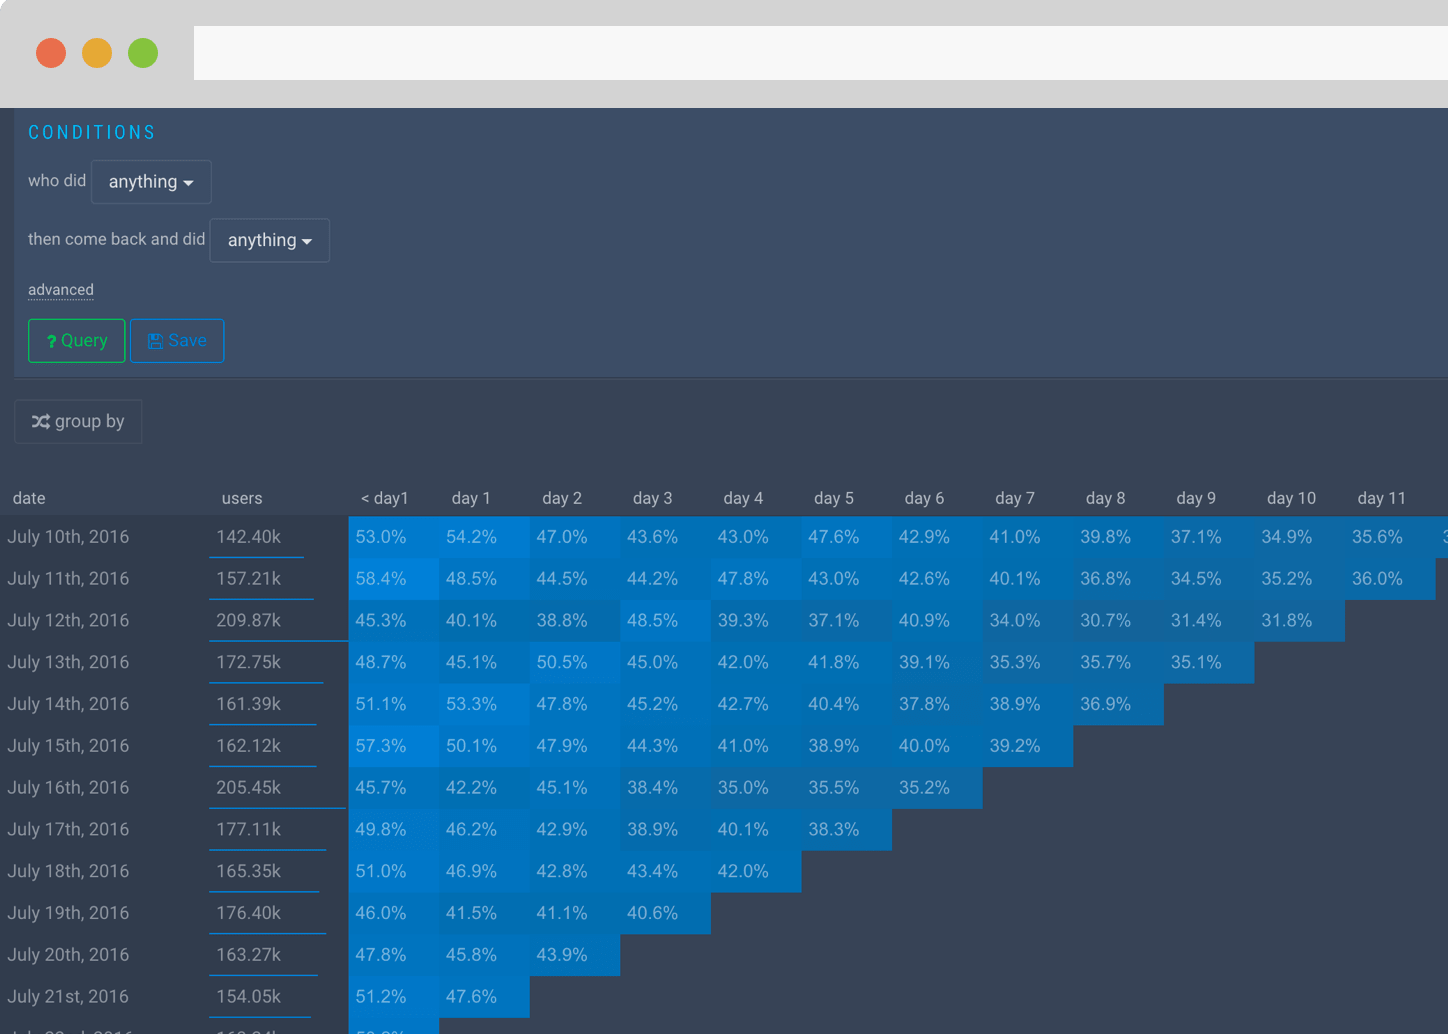 CONDITIONS
who did anything
then come back and did anything
advanced
? Query Save
group by
date users < day1 day 1 day 2 day 3 day 4 day 5 day 6 day 7 day 8 day 9 day 10 day 11
July 10th, 2016 142.40k 53.0% 54.2% 47.0% 43.6% 43.0% 47.6% 42.9% 41.0% 39.8% 37.1% 34.9% 35.6%
July 11th, 2016 157.21k 58.4% 48.5% 44.5% 44.2% 47.8% 43.0% 42.6% 40.1% 36.8% 34.5% 35.2% 36.0%
July 12th, 2016 209.87k 45.3% 40.1% 38.8% 48.5% 39.3% 37.1% 40.9% 34.0% 30.7% 31.4% 31.8%
July 13th, 2016 172.75k 48.7% 45.1% 50.5% 45.0% 42.0% 41.8% 39.1% 35.3% 35.7% 35.1%
July 14th, 2016 161.39k 51.1% 53.3% 47.8% 45.2% 42.7% 40.4% 37.8% 38.9% 36.9%
July 15th, 2016 162.12k 57.3% 50.1% 47.9% 44.3% 41.0% 38.9% 40.0% 39.2%
July 16th, 2016 205.45k 45.7% 42.2% 45.1% 38.4% 35.0% 35.5% 35.2%
July 17th, 2016 177.11k 49.8% 46.2% 42.9% 38.9% 40.1% 38.3%
July 18th, 2016 165.35k 51.0% 46.9% 42.8% 43.4% 42.0%
July 19th, 2016 176.40k 46.0% 41.5% 41.1% 40.6%
July 20th, 2016 163.27k 47.8% 45.8% 43.9%
July 21st, 2016 154.05k 51.2% 47.6%